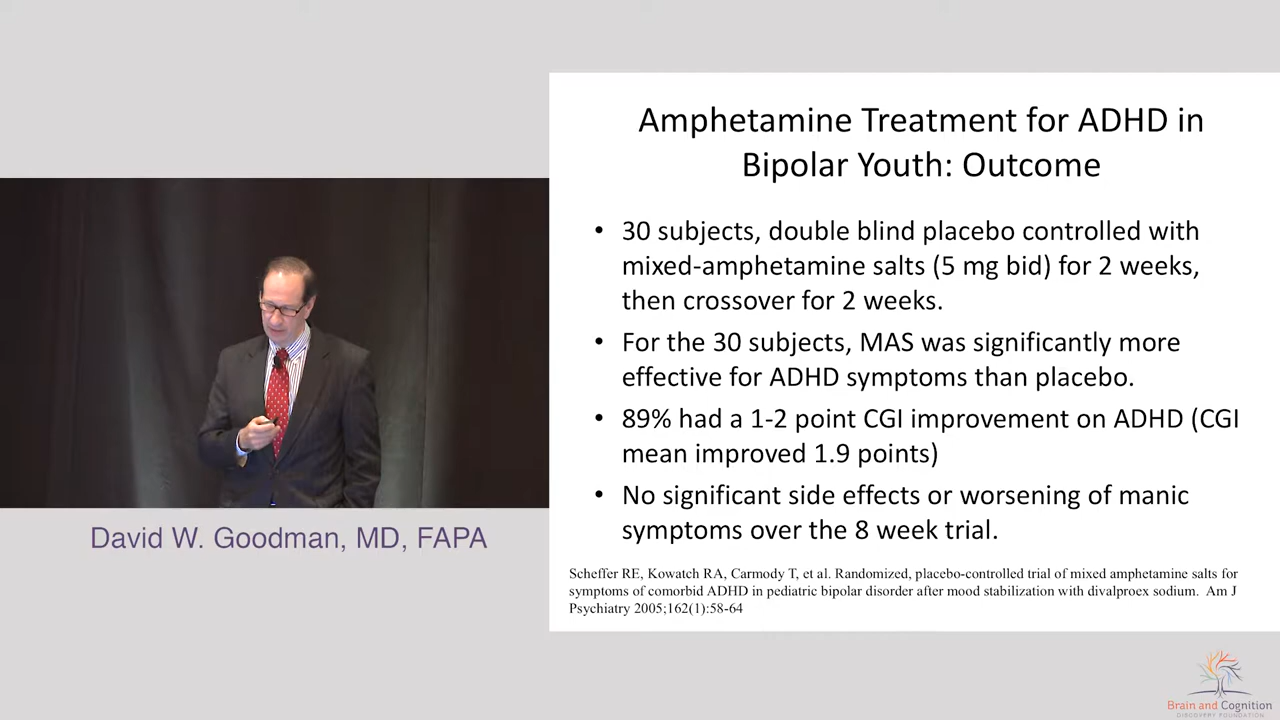 Amphetamine Treatment for ADHD in
Bipolar Youth: Outcome
• 30 subjects, double blind placebo controlled with
mixed-amphetamine salts (5 mg bid) for 2 weeks,
then crossover for 2 weeks.
• For the 30 subjects, MAS was significantly more
effective for ADHD symptoms than placebo.
• 89% had a 1-2 point CGI improvement on ADHD (CGI
mean improved 1.9 points)
• No significant side effects or worsening of manic
symptoms over the 8 week trial.
Scheffer RE, Kowatch RA, Carmody T, et al. Randomized, placebo-controlled trial of mixed amphetamine salts for
symptoms of comorbid ADHD in pediatric bipolar disorder after mood stabilization with divalproex sodium. Am J
Psychiatry 2005;162(1):58-64
David W. Goodman, MD, FAPA
Brain and Cognition
DISCOVERY FOUNDATION